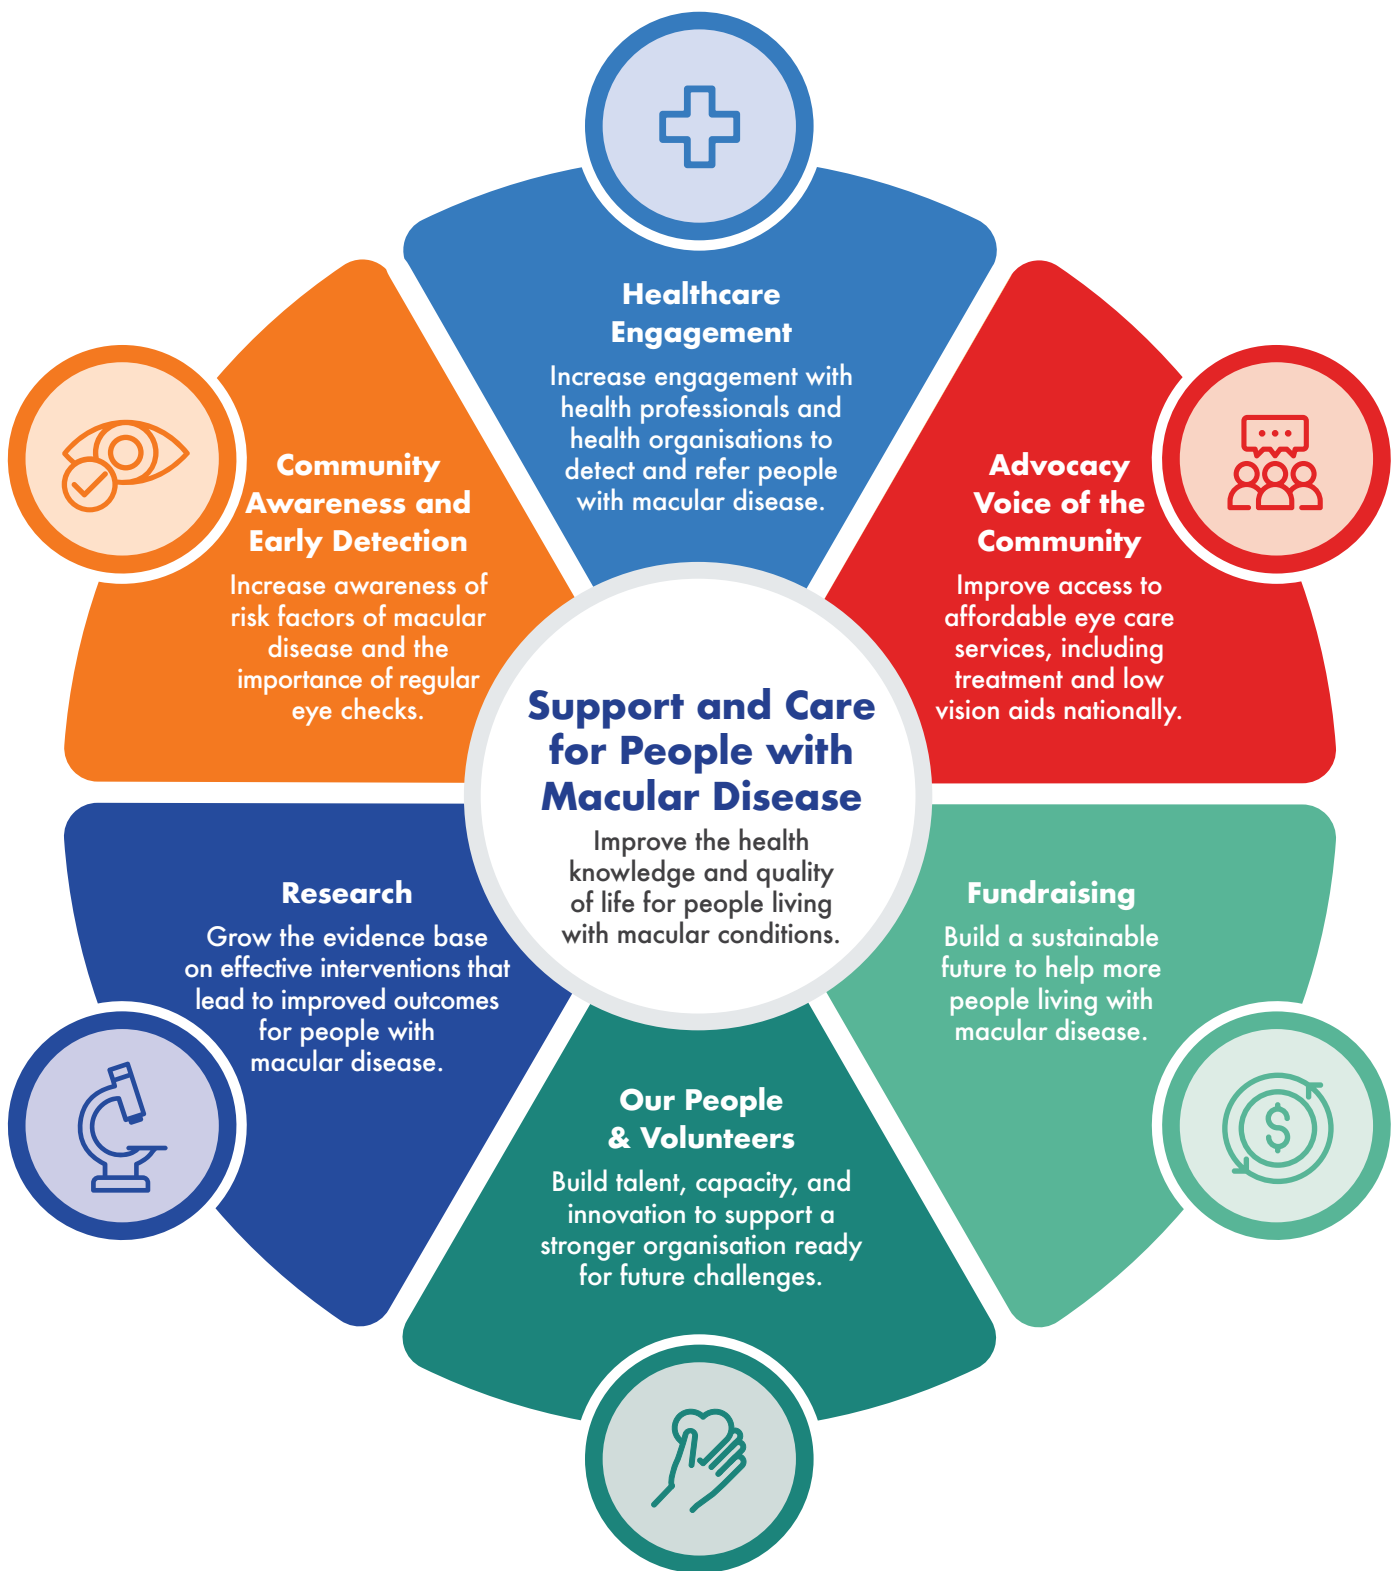 Healthcare
Engagement
Increase engagement with
health professionals and
health organisations to
detect and refer people
with macular disease.
Advocacy
Voice of the
Community
Improve access to
affordable eye care
services, including
treatment and low
vision aids nationally.
Fundraising
Build a sustainable
future to help more
people living with
macular disease.
Our People
& Volunteers
Build talent, capacity, and
innovation to support a
stronger organisation ready
for future challenges.
Research
Grow the evidence base
on effective interventions that
lead to improved outcomes
for people with
macular disease.
Community
Awareness and
Early Detection
Increase awareness of
risk factors of macular
disease and the
importance of regular
eye checks.
Support and Care
for People with
Macular Disease
Improve the health
knowledge and quality
of life for people living
with macular conditions.
$